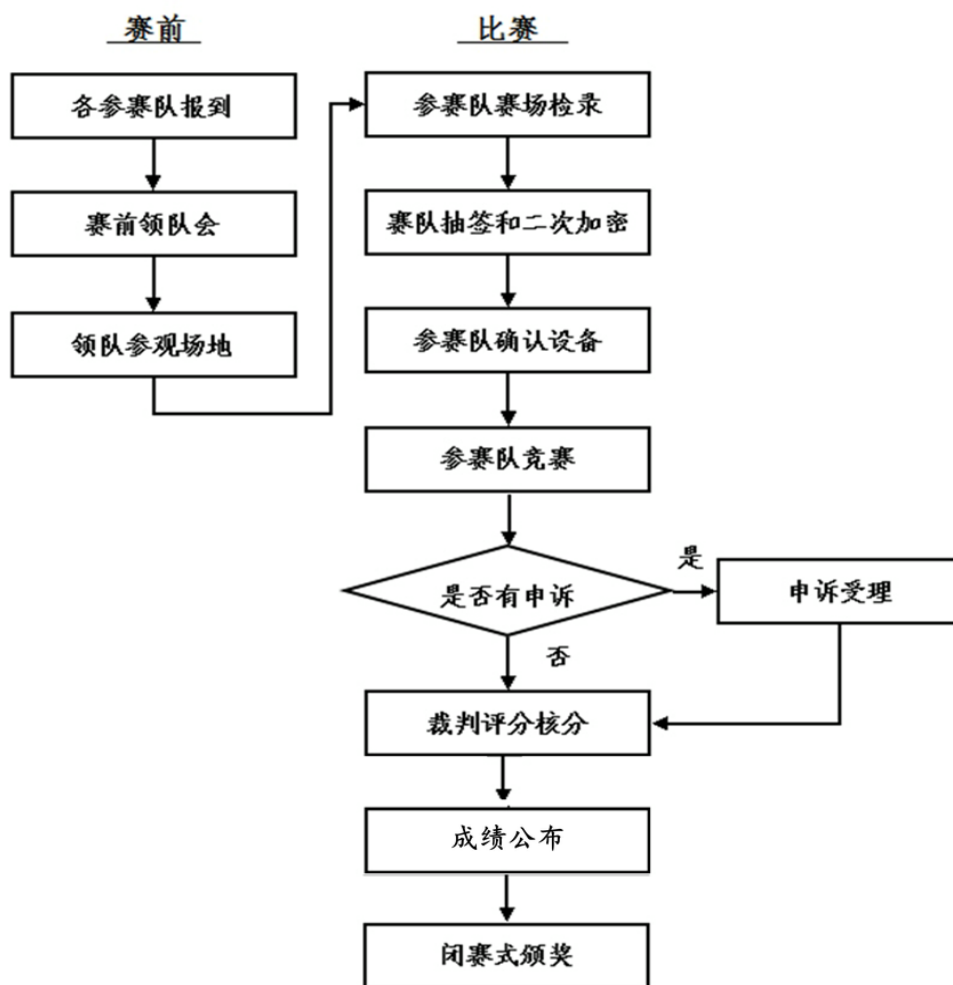 赛前
各参赛队报到
赛前领队会
领队参观场地
比赛
参赛队赛场检录
赛队抽签和二次加密
参赛队确认设备
参赛队竞赛
是否有申诉
是
申诉受理
否
裁判评分核分
成绩公布
闭赛式颁奖